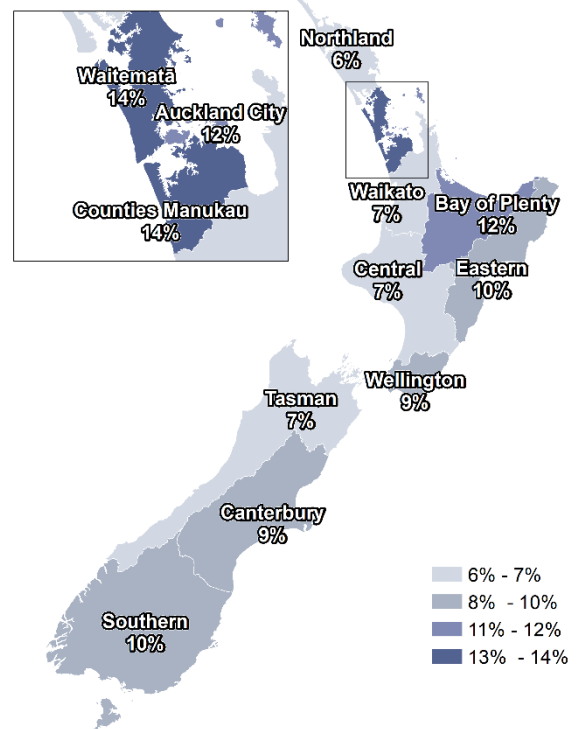 Northland
6%
Waitematā
14%
Auckland City
12%
Counties Manukau
14%
Waikato
7%
Bay of Plenty
12%
Central
7%
Eastern
10%
Wellington
9%
Tasman
7%
Canterbury
9%
Southern
10%
6% - 7%
8% - 10%
11% - 12%
13% - 14%